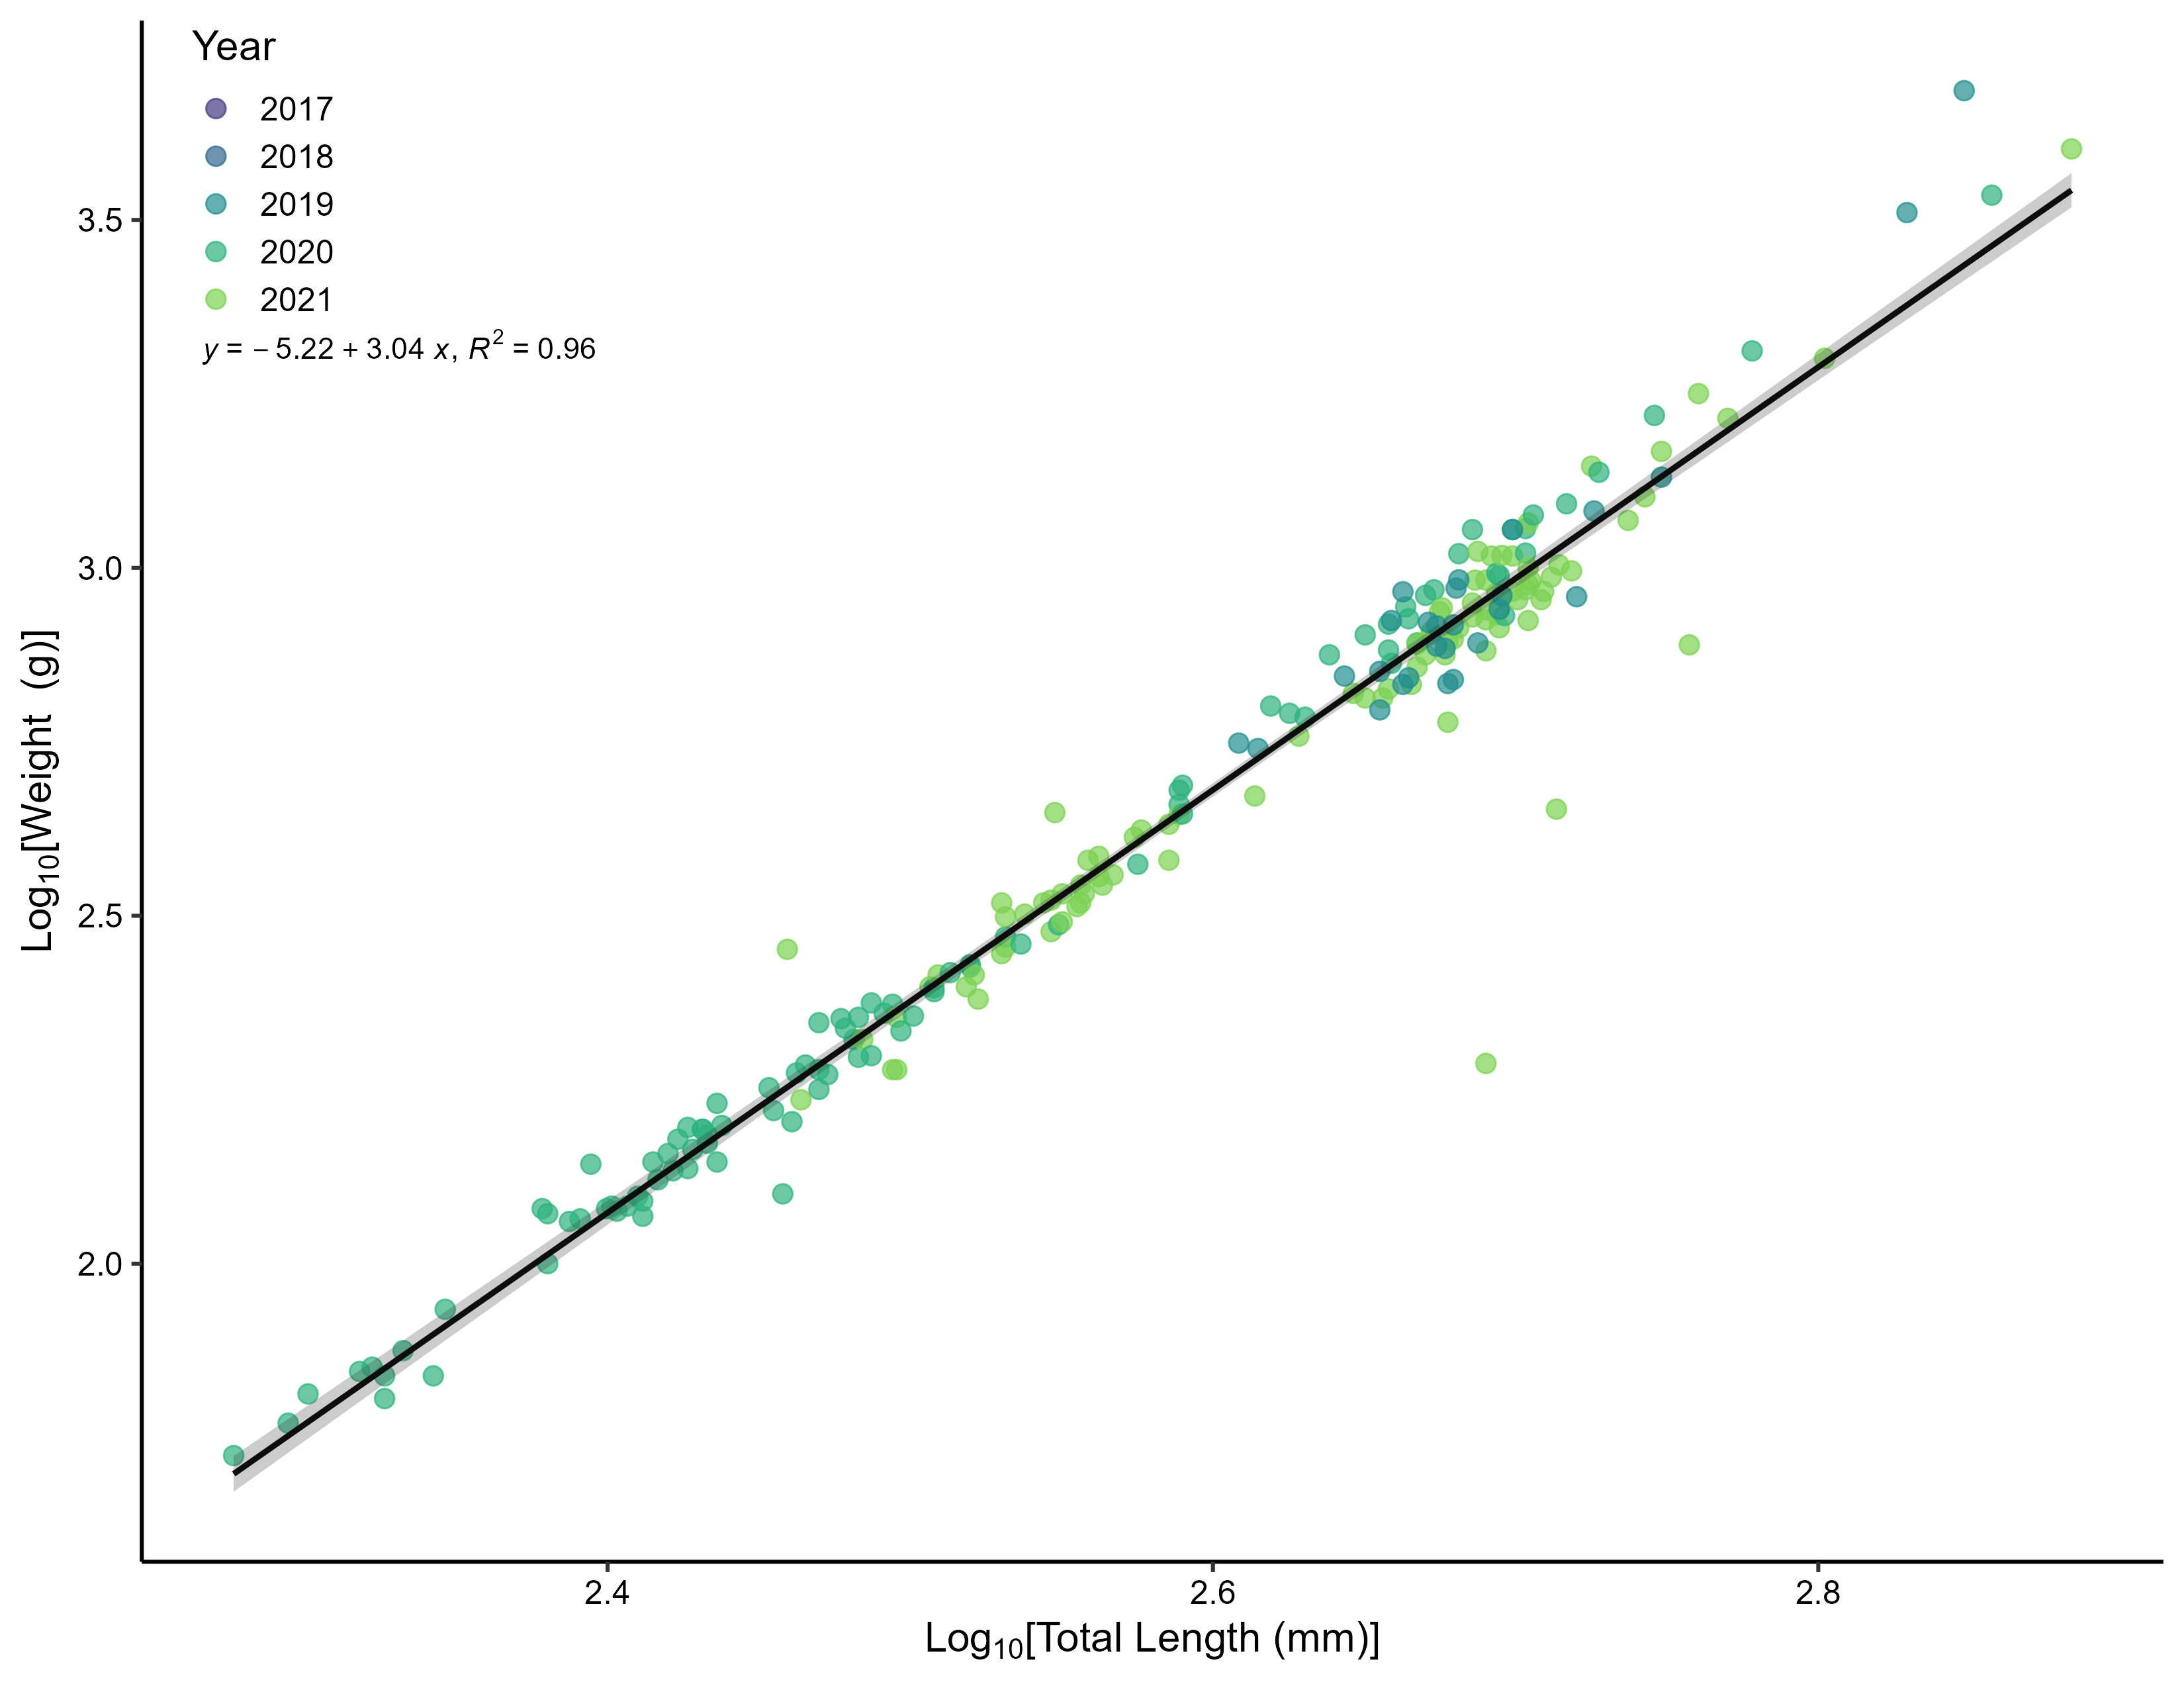 Year
2017
2018
2019
2020
2021
y = − 5.22 + 3.04 x, R² = 0.96
3.5
3.0
2.5
2.0
Log₁₀[Weight (g)]
2.4 2.6 2.8
Log₁₀[Total Length (mm)]